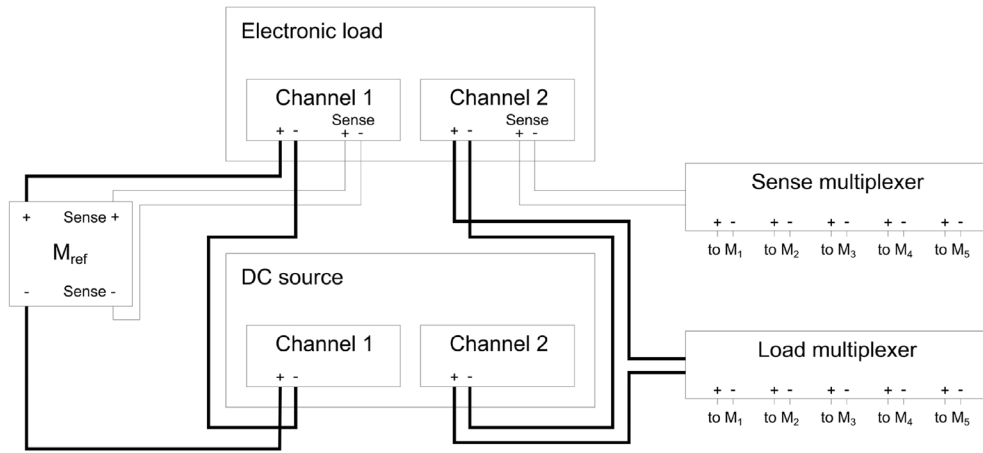 Electronic load
Channel 1
Sense
+ - + -
Channel 2
Sense
+ - + -
+ Sense +
Mref
- Sense -
DC source
Channel 1
+ -
Channel 2
+ -
Sense multiplexer
+ - + - + - + - + -
to M1 to M2 to M3 to M4 to M5
Load multiplexer
+ - + - + - + - + -
to M1 to M2 to M3 to M4 to M5